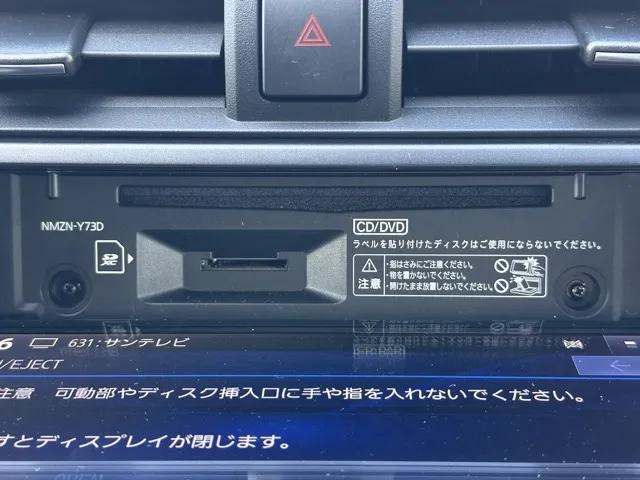 NMZN-Y73D
CD/DVD
ラベルを貼り付けたディスクはご使用にならないでください。
SD XC
注意
・指はさみにご注意ください。
・物を置かないでください。
・開けたまま放置しないでください。
6 631:サンテレビ
/EJECT
注意 可動部やディスク挿入口に手や指を入れないでください。
すとディスプレイが閉じます。